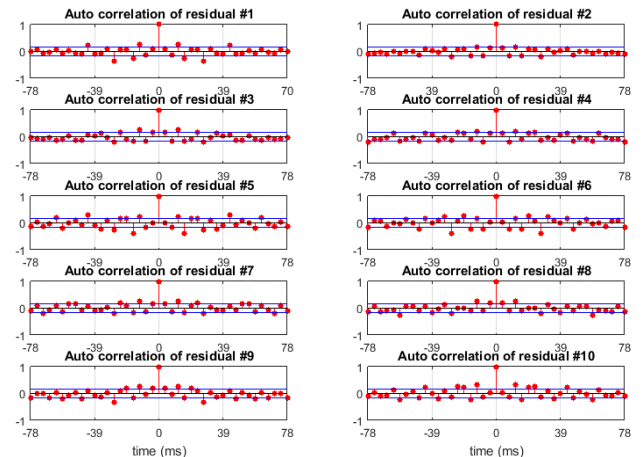 Auto correlation of residual #1
1
0
-1
-78 -39 0 39 70
Auto correlation of residual #2
1
0
-1
-78 -39 0 39 78
Auto correlation of residual #3
1
0
-1
-78 -39 0 39 78
Auto correlation of residual #4
1
0
-1
-78 -39 0 39 78
Auto correlation of residual #5
1
0
-1
-78 -39 0 39 78
Auto correlation of residual #6
1
0
-1
-78 -39 0 39 78
Auto correlation of residual #7
1
0
-1
-78 -39 0 39 78
Auto correlation of residual #8
1
0
-1
-78 -39 0 39 78
Auto correlation of residual #9
1
0
-1
-78 -39 0 39 78
time (ms)
Auto correlation of residual #10
1
0
-1
-78 -39 0 39 78
time (ms)